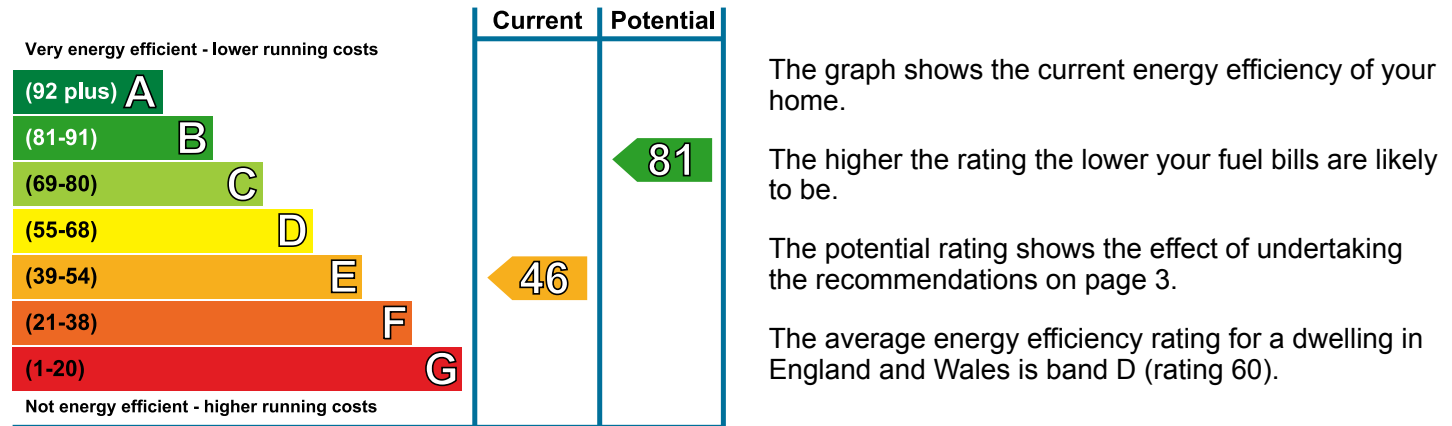 Current Potential
Very energy efficient - lower running costs
(92 plus) A
(81-91) B
81
(69-80) C
(55-68) D
(39-54) E
46
(21-38) F
(1-20) G
Not energy efficient - higher running costs
The graph shows the current energy efficiency of your
home.
The higher the rating the lower your fuel bills are likely
to be.
The potential rating shows the effect of undertaking
the recommendations on page 3.
The average energy efficiency rating for a dwelling in
England and Wales is band D (rating 60).